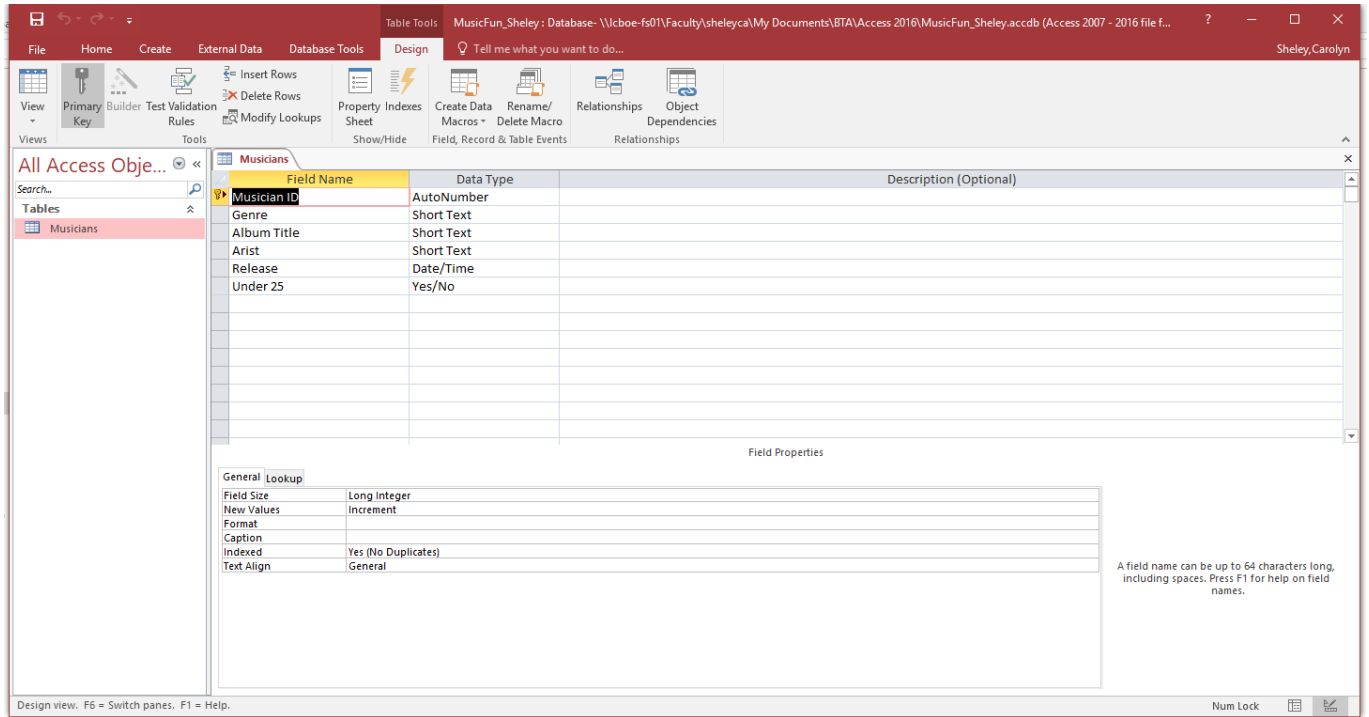 Table Tools MusicFun_Sheley : Database- \\lcboe-fs01\Faculty\sheleyca\My Documents\BTA\Access 2016\MusicFun_Sheley.accdb (Access 2007 - 2016 file f... ?
File Home Create External Data Database Tools Design Tell me what you want to do... Sheley,Carolyn
View
Primary Key
Builder
Test Validation Rules
Insert Rows
Delete Rows
Modify Lookups
Property Sheet
Indexes
Create Data Macros
Rename/ Delete Macro
Relationships
Object Dependencies
Views Tools Show/Hide Field, Record & Table Events Relationships
All Access Obje... «
Search...
Tables
Musicians
Musicians
Field Name Data Type Description (Optional)
Musician ID AutoNumber
Genre Short Text
Album Title Short Text
Arist Short Text
Release Date/Time
Under 25 Yes/No
Field Properties
General Lookup
Field Size Long Integer
New Values Increment
Format
Caption
Indexed Yes (No Duplicates)
Text Align General
A field name can be up to 64 characters long,
including spaces. Press F1 for help on field
names.
Design view. F6 = Switch panes. F1 = Help. Num Lock